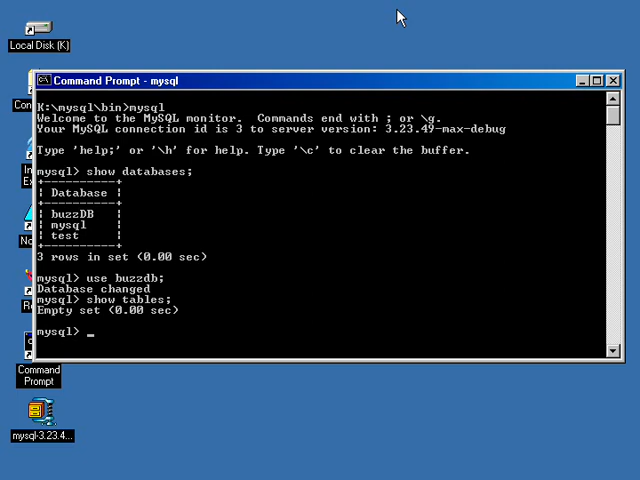 Local Disk (K)
Command Prompt - mysql
K:\mysql\bin>mysql
Welcome to the MySQL monitor.  Commands end with ; or \g.
Your MySQL connection id is 3 to server version: 3.23.49-max-debug
Type 'help;' or '\h' for help. Type '\c' to clear the buffer.
mysql> show databases;
+----------+
| Database |
+----------+
| buzzDB   |
| mysql    |
| test     |
+----------+
3 rows in set (0.00 sec)
mysql> use buzzdb;
Database changed
mysql> show tables;
Empty set (0.00 sec)
mysql> _
Command
Prompt
mysql-3.23.4...